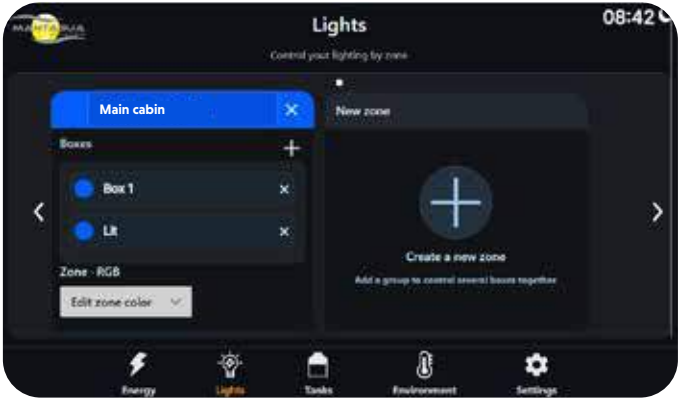 MANTAQUA
Lights
08:42
Control your lighting by zone
Main cabin
New zone
Boxes
Box 1
Lit
Zone - RGB
Edit zone color
Create a new zone
Add a group to control several boxes together
Energy
Lights
Tanks
Environment
Settings